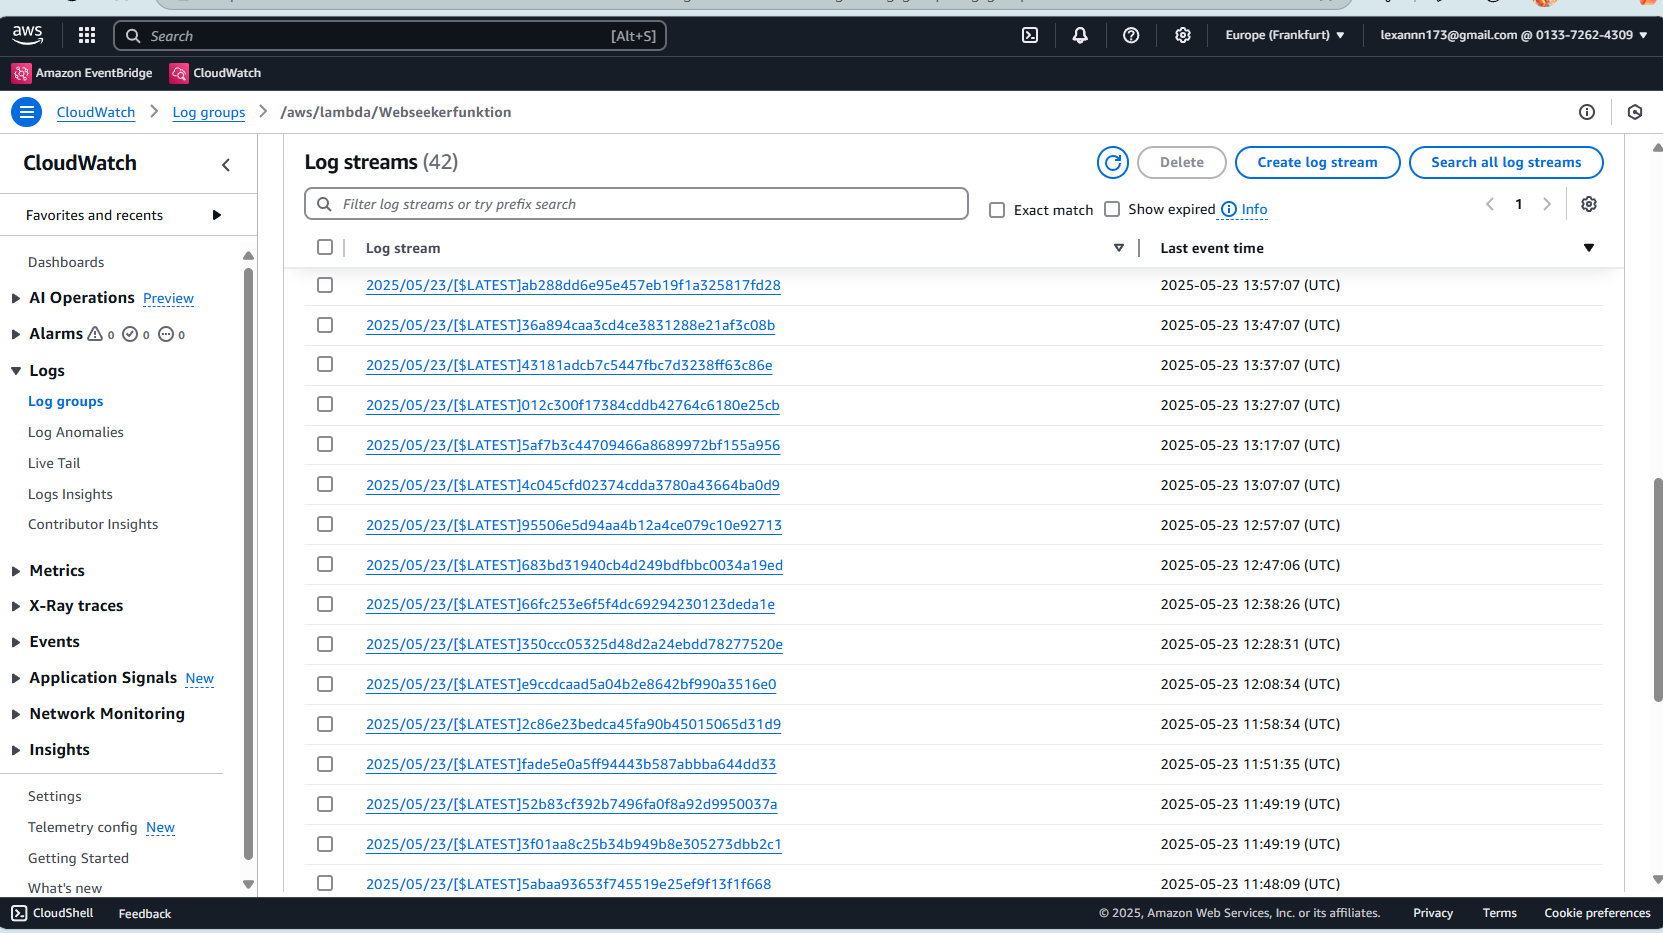 aws
Search
[Alt+S]
Europe (Frankfurt)
lexannn173@gmail.com @ 0133-7262-4309
Amazon EventBridge
CloudWatch
CloudWatch
Log groups
/aws/lambda/Webseekerfunktion
CloudWatch
Favorites and recents
Dashboards
AI Operations Preview
Alarms 0 0 0
Logs
Log groups
Log Anomalies
Live Tail
Logs Insights
Contributor Insights
Metrics
X-Ray traces
Events
Application Signals New
Network Monitoring
Insights
Settings
Telemetry config New
Getting Started
What's new
Log streams (42)
Delete
Create log stream
Search all log streams
Filter log streams or try prefix search
Exact match
Show expired
Info
1
Log stream
Last event time
2025/05/23/[$LATEST]ab288dd6e95e457eb19f1a325817fd28 2025-05-23 13:57:07 (UTC)
2025/05/23/[$LATEST]36a894caa3cd4ce3831288e21af3c08b 2025-05-23 13:47:07 (UTC)
2025/05/23/[$LATEST]43181adcb7c5447fbc7d3238ff63c86e 2025-05-23 13:37:07 (UTC)
2025/05/23/[$LATEST]012c300f17384cddb42764c6180e25cb 2025-05-23 13:27:07 (UTC)
2025/05/23/[$LATEST]5af7b3c44709466a8689972bf155a956 2025-05-23 13:17:07 (UTC)
2025/05/23/[$LATEST]4c045cfd02374cdda3780a43664ba0d9 2025-05-23 13:07:07 (UTC)
2025/05/23/[$LATEST]95506e5d94aa4b12a4ce079c10e92713 2025-05-23 12:57:07 (UTC)
2025/05/23/[$LATEST]683bd31940cb4d249bdfbbc0034a19ed 2025-05-23 12:47:06 (UTC)
2025/05/23/[$LATEST]66fc253e6f5f4dc69294230123deda1e 2025-05-23 12:38:26 (UTC)
2025/05/23/[$LATEST]350ccc05325d48d2a24ebdd78277520e 2025-05-23 12:28:31 (UTC)
2025/05/23/[$LATEST]e9ccdcaad5a04b2e8642bf990a3516e0 2025-05-23 12:08:34 (UTC)
2025/05/23/[$LATEST]2c86e23bedca45fa90b45015065d31d9 2025-05-23 11:58:34 (UTC)
2025/05/23/[$LATEST]fade5e0a5ff94443b587abbba644dd33 2025-05-23 11:51:35 (UTC)
2025/05/23/[$LATEST]52b83cf392b7496fa0f8a92d9950037a 2025-05-23 11:49:19 (UTC)
2025/05/23/[$LATEST]3f01aa8c25b34b949b8e305273dbb2c1 2025-05-23 11:49:19 (UTC)
2025/05/23/[$LATEST]5abaa93653f745519e25ef9f13f1f668 2025-05-23 11:48:09 (UTC)
CloudShell
Feedback
© 2025, Amazon Web Services, Inc. or its affiliates.
Privacy
Terms
Cookie preferences